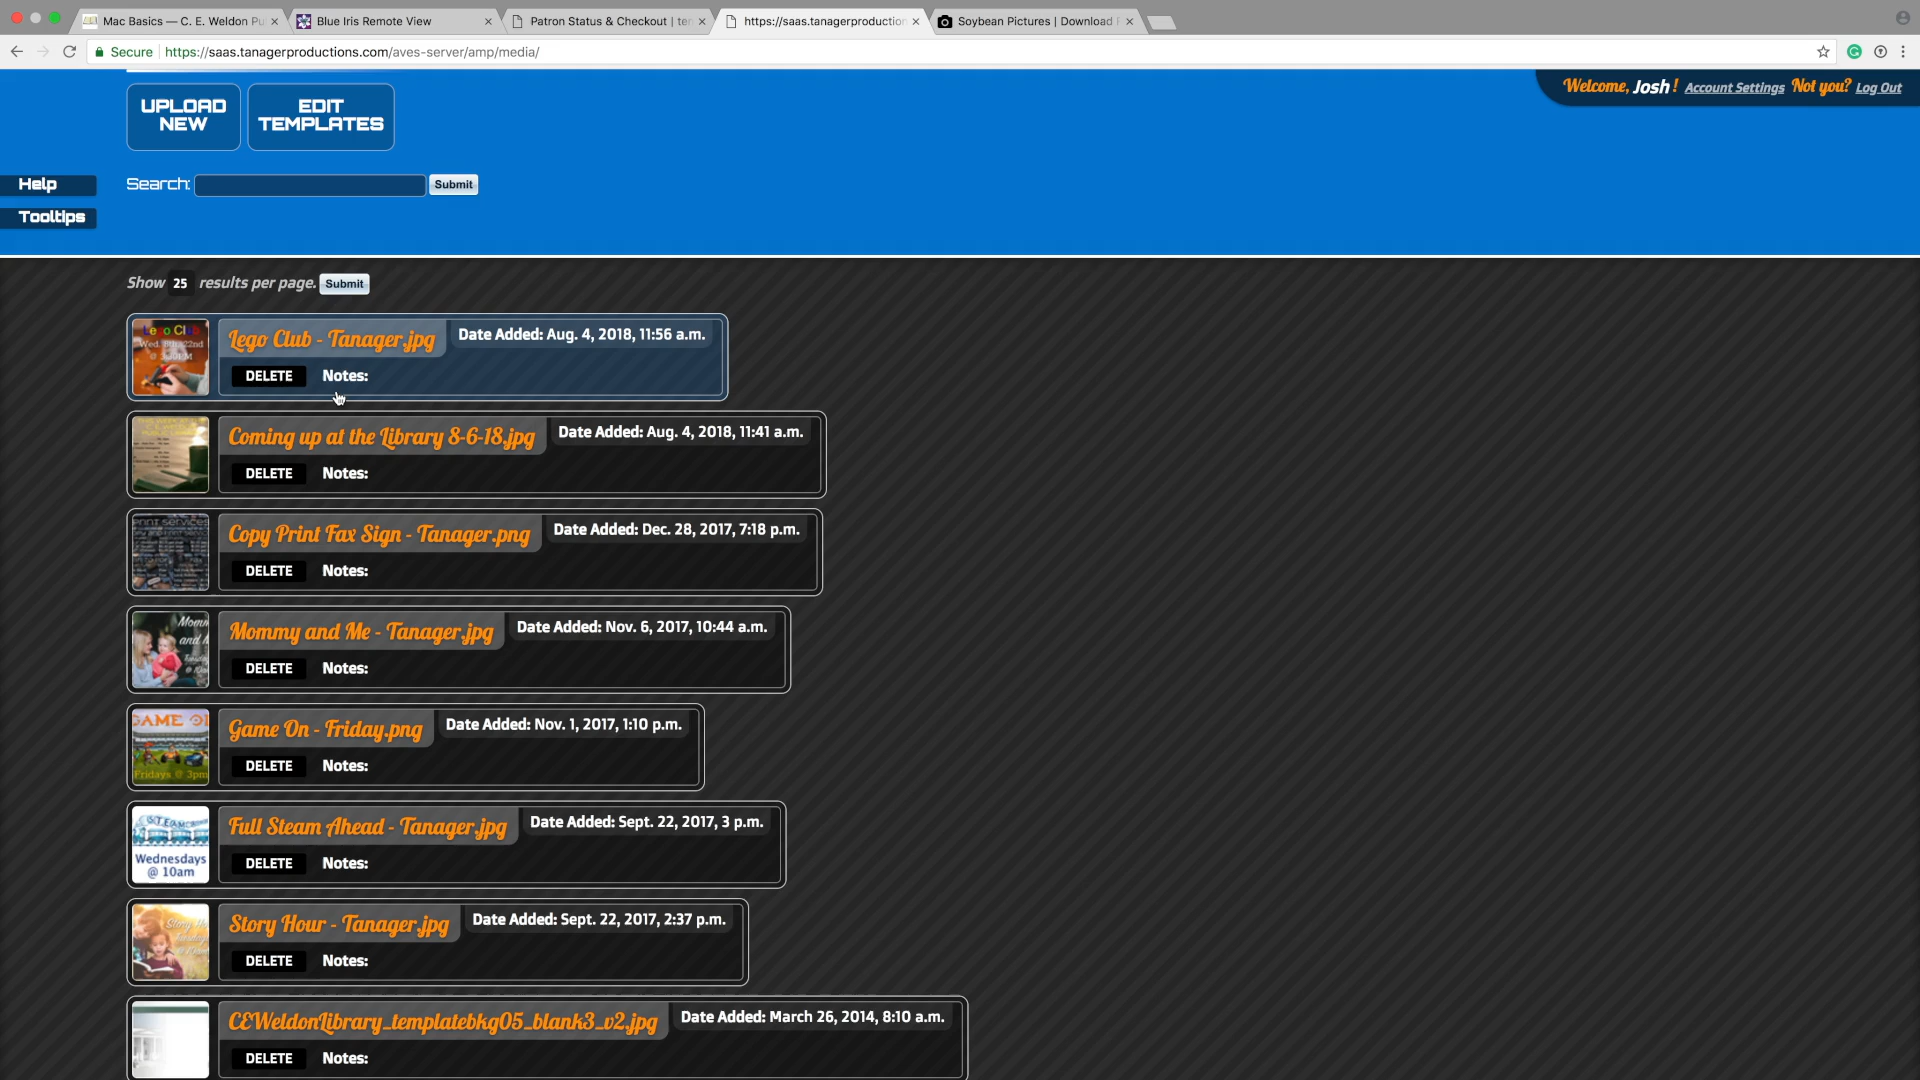 Mac Basics — C. E. Weldon Pu
Blue Iris Remote View
Patron Status & Checkout | ten
https://saas.tanagerproduction
Soybean Pictures | Download F
Secure | https://saas.tanagerproductions.com/aves-server/amp/media/
UPLOAD NEW
EDIT TEMPLATES
Welcome, Josh! Account Settings Not you? Log Out
Help
Search: Submit
Tooltips
Show 25 results per page. Submit
Lego Club - Tanager.jpg Date Added: Aug. 4, 2018, 11:56 a.m.
DELETE Notes:
Coming up at the Library 8-6-18.jpg Date Added: Aug. 4, 2018, 11:41 a.m.
DELETE Notes:
PRINT SERVICES
Copy Print Fax Sign - Tanager.png Date Added: Dec. 28, 2017, 7:18 p.m.
DELETE Notes:
Mommy and Me - Tanager.jpg Date Added: Nov. 6, 2017, 10:44 a.m.
DELETE Notes:
GAME O
Fridays @ 3pm
Game On - Friday.png Date Added: Nov. 1, 2017, 1:10 p.m.
DELETE Notes:
Wednesdays
@ 10am
Full Steam Ahead - Tanager.jpg Date Added: Sept. 22, 2017, 3 p.m.
DELETE Notes:
Story Hour - Tanager.jpg Date Added: Sept. 22, 2017, 2:37 p.m.
DELETE Notes:
CEWeldonLibrary_templatebkg05_blank3_v2.jpg Date Added: March 26, 2014, 8:10 a.m.
DELETE Notes: